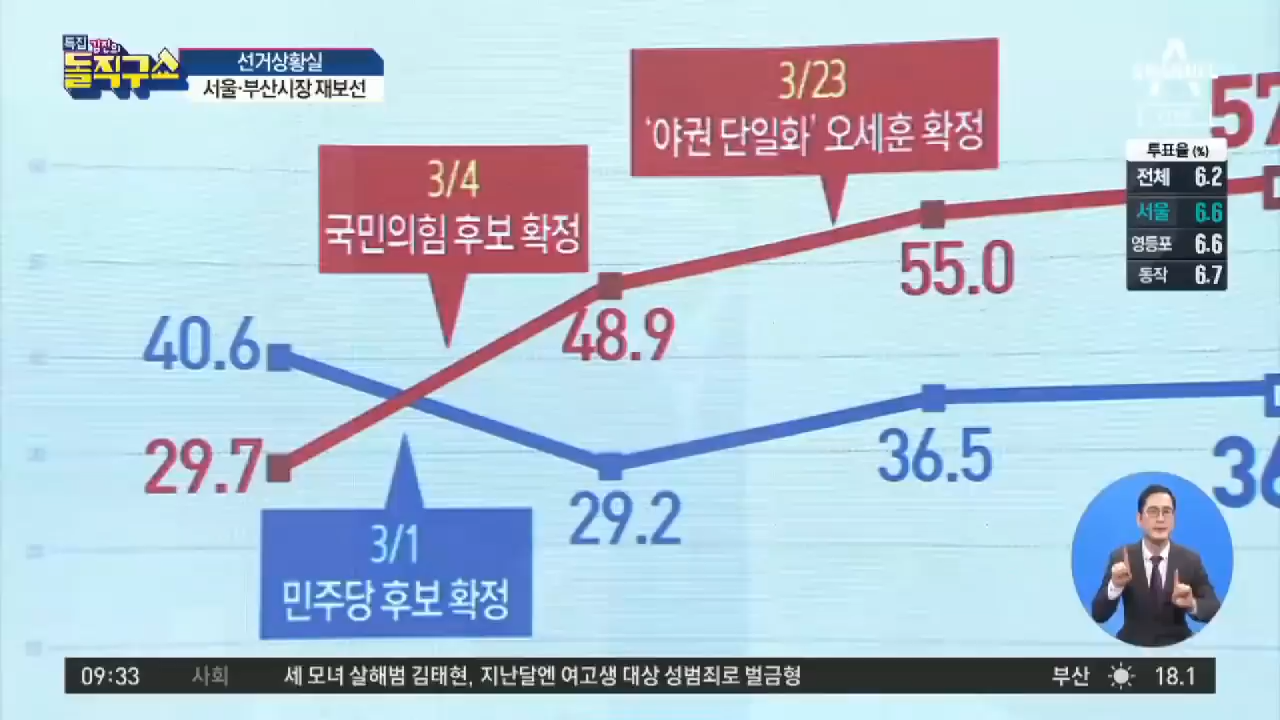 특집 김진의
돌직구쇼
선거상황실
서울·부산시장 재보선
3/23
‘야권 단일화’ 오세훈 확정
3/4
국민의힘 후보 확정
57
투표율 (%)
전체 6.2
서울 6.6
영등포 6.6
동작 6.7
55.0
48.9
40.6
29.7
36.5
36
29.2
3/1
민주당 후보 확정
09:33 사회 세 모녀 살해범 김태현, 지난달엔 여고생 대상 성범죄로 벌금형 부산 18.1